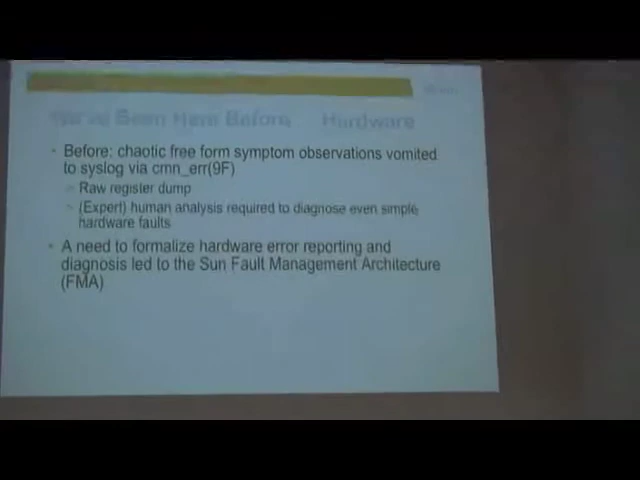 We've Been Here Before ... Hardware
- Before: chaotic free form symptom observations vomited
to syslog via cmn_err(9F)
– Raw register dump
– (Expert) human analysis required to diagnose even simple
hardware faults
- A need to formalize hardware error reporting and
diagnosis led to the Sun Fault Management Architecture
(FMA)